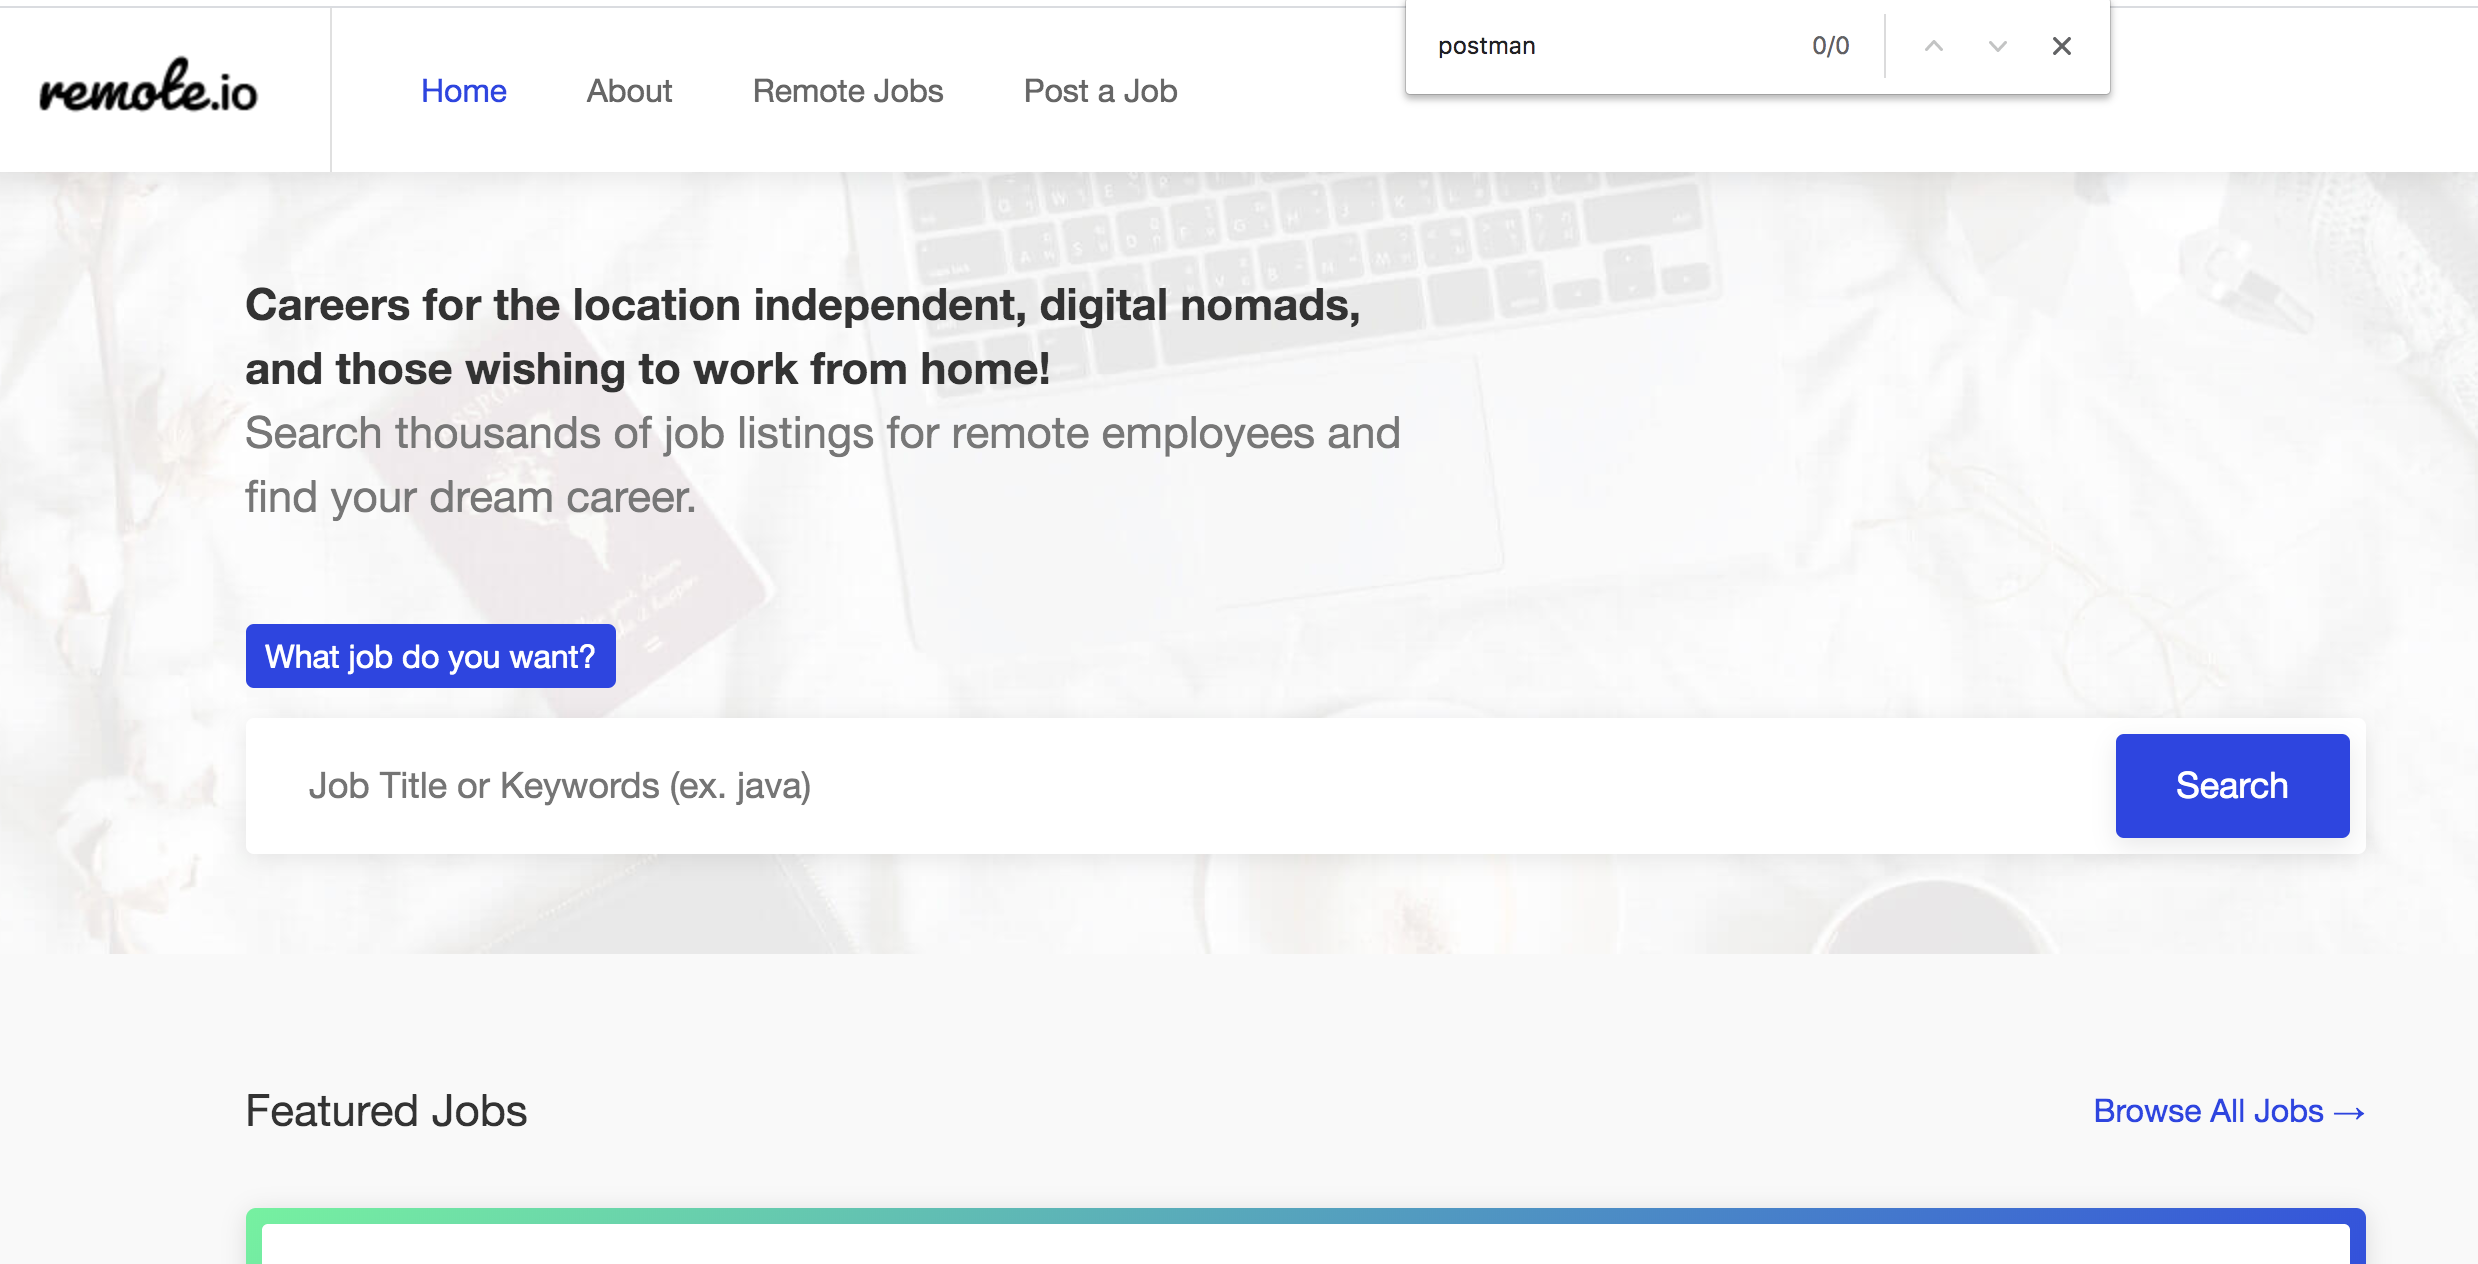 postman 0/0
remote.io
Home About Remote Jobs Post a Job
Careers for the location independent, digital nomads,
and those wishing to work from home!
Search thousands of job listings for remote employees and
find your dream career.
What job do you want?
Job Title or Keywords (ex. java)
Search
Featured Jobs
Browse All Jobs →